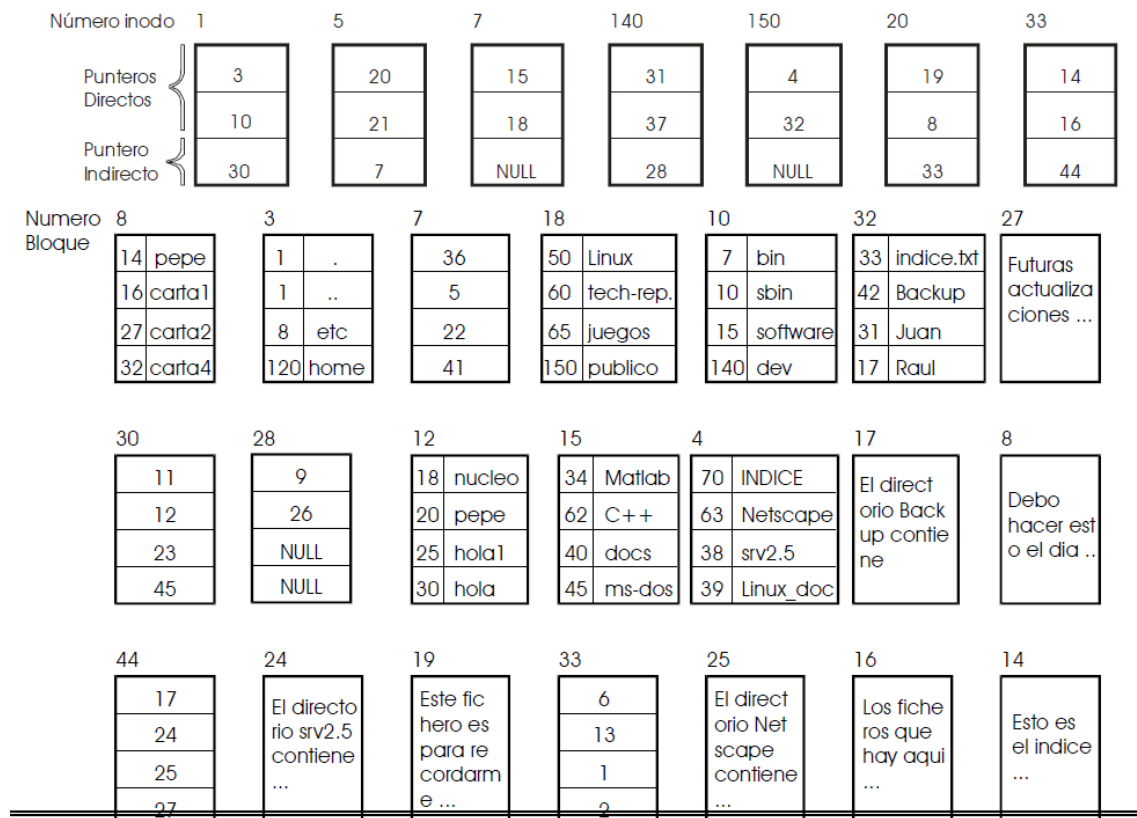 Número inodo 1 5 7 140 150 20 33
Punteros
Directos
3 20 15 31 4 19 14
10 21 18 37 32 8 16
Puntero
Indirecto
30 7 NULL 28 NULL 33 44
Numero
Bloque
8 3 7 18 10 32 27
14 pepe 1 . 36 50 Linux 7 bin 33 indice.txt Futuras
16 carta1 1 .. 5 60 tech-rep. 10 sbin 42 Backup actualiza
27 carta2 8 etc 22 65 juegos 15 software 31 Juan ciones ...
32 carta4 120 home 41 150 publico 140 dev 17 Raul
30 28 12 15 4 17 8
11 9 18 nucleo 34 Matlab 70 INDICE El direct
12 26 20 pepe 62 C++ 63 Netscape orio Back Debo
23 NULL 25 hola1 40 docs 38 srv2.5 up contie hacer est
45 NULL 30 hola 45 ms-dos 39 Linux_doc ne o el dia ..
44 24 19 33 25 16 14
17 El directo Este fic 6 El direct Los fiche Esto es
24 rio srv2.5 hero es 13 orio Net ros que el indice
25 contiene para re 1 scape hay aqui ...
27 ... cordarm 2 contiene ...
e ... ...